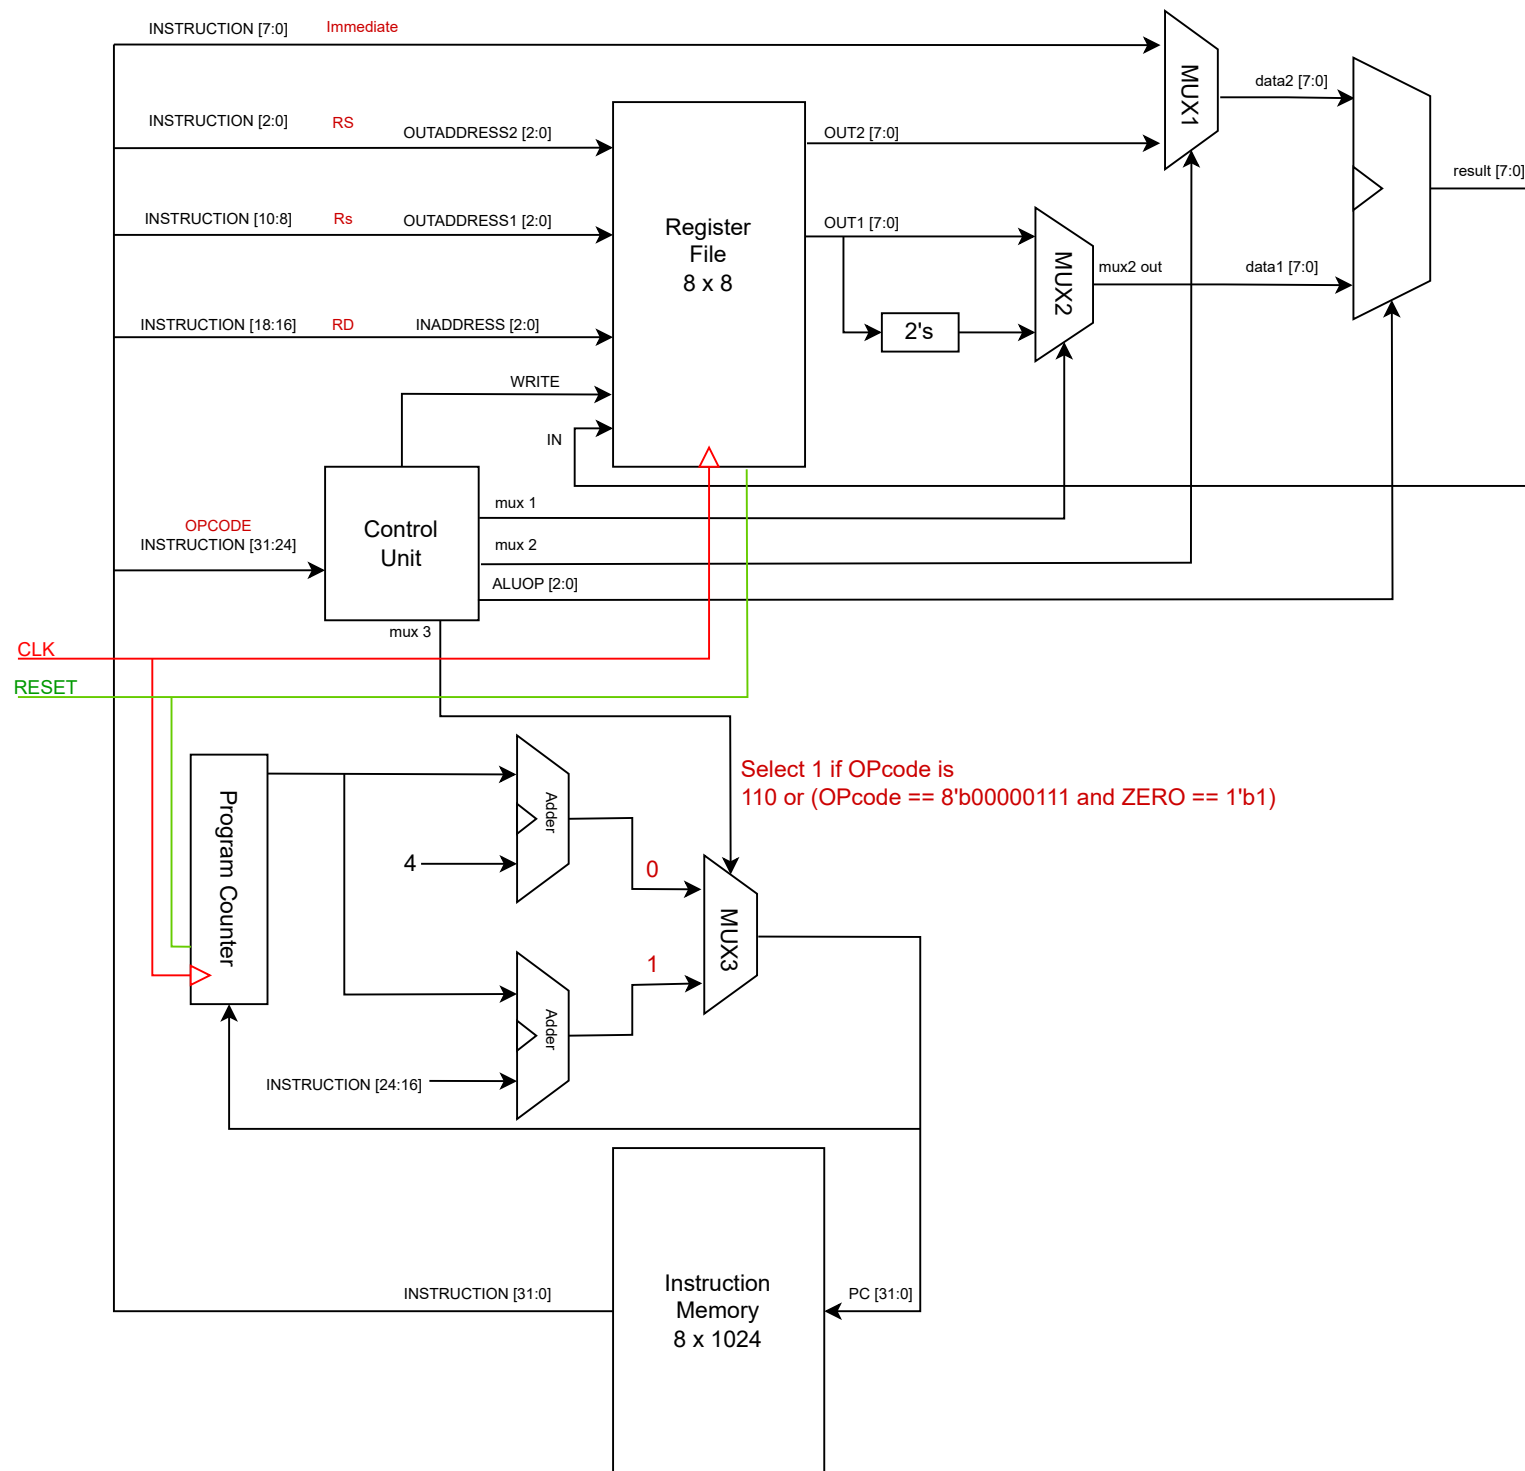 INSTRUCTION [7:0]
Immediate
MUX1
data2 [7:0]
INSTRUCTION [2:0]
RS
OUTADDRESS2 [2:0]
OUT2 [7:0]
result [7:0]
INSTRUCTION [10:8]
Rs
OUTADDRESS1 [2:0]
Register
File
8 x 8
OUT1 [7:0]
MUX2
mux2 out
data1 [7:0]
INSTRUCTION [18:16]
RD
INADDRESS [2:0]
2's
WRITE
IN
OPCODE
INSTRUCTION [31:24]
Control
Unit
mux 1
mux 2
ALUOP [2:0]
mux 3
CLK
RESET
Program Counter
Adder
4
0
Select 1 if OPcode is
110 or (OPcode == 8'b00000111 and ZERO == 1'b1)
MUX3
1
Adder
INSTRUCTION [24:16]
INSTRUCTION [31:0]
Instruction
Memory
8 x 1024
PC [31:0]